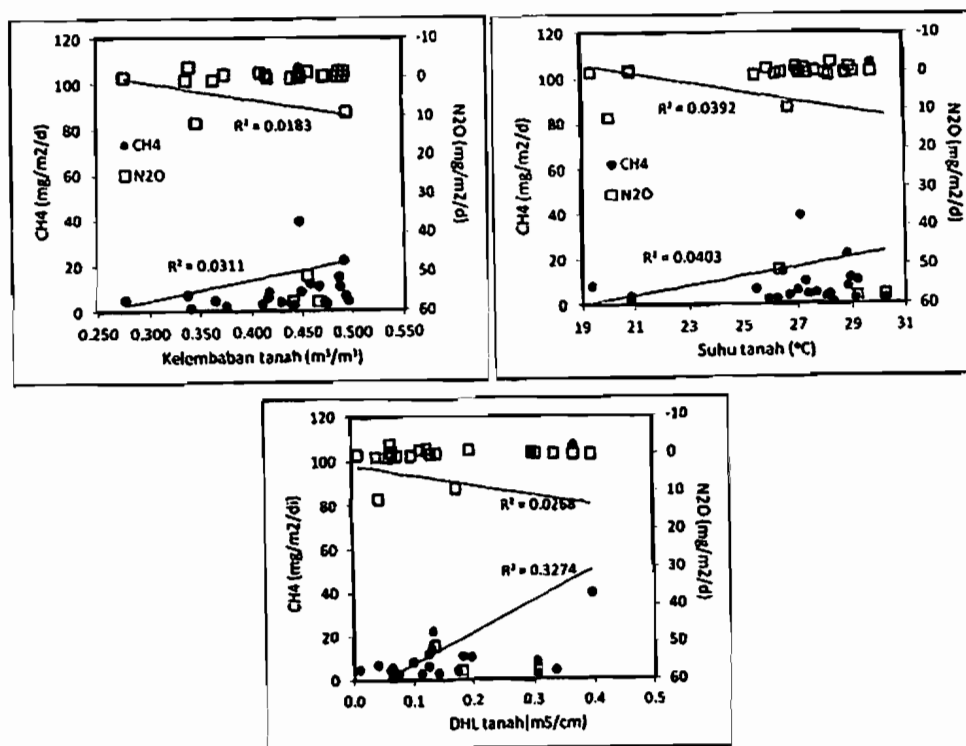 120
100
80
60
40
20
0
CH4 (mg/m2/d)
-10
0
10
20
30
40
50
60
N2O (mg/m2/d)
R² = 0.0183
CH4
N2O
R² = 0.0311
0.250 0.300 0.350 0.400 0.450 0.500 0.550
Kelembaban tanah (m³/m³)
120
100
80
60
40
20
0
CH4 (mg/m2/d)
-10
0
10
20
30
40
50
60
N2O (mg/m2/d)
R² = 0.0392
CH4
N2O
R² = 0.0403
19 21 23 25 27 29 31
Suhu tanah (°C)
120
100
80
60
40
20
0
CH4 (mg/m2/di)
-10
0
10
20
30
40
50
60
N2O (mg/m2/d)
R² = 0.0268
R² = 0.3274
0.0 0.1 0.2 0.3 0.4 0.5
DHL tanah(mS/cm)